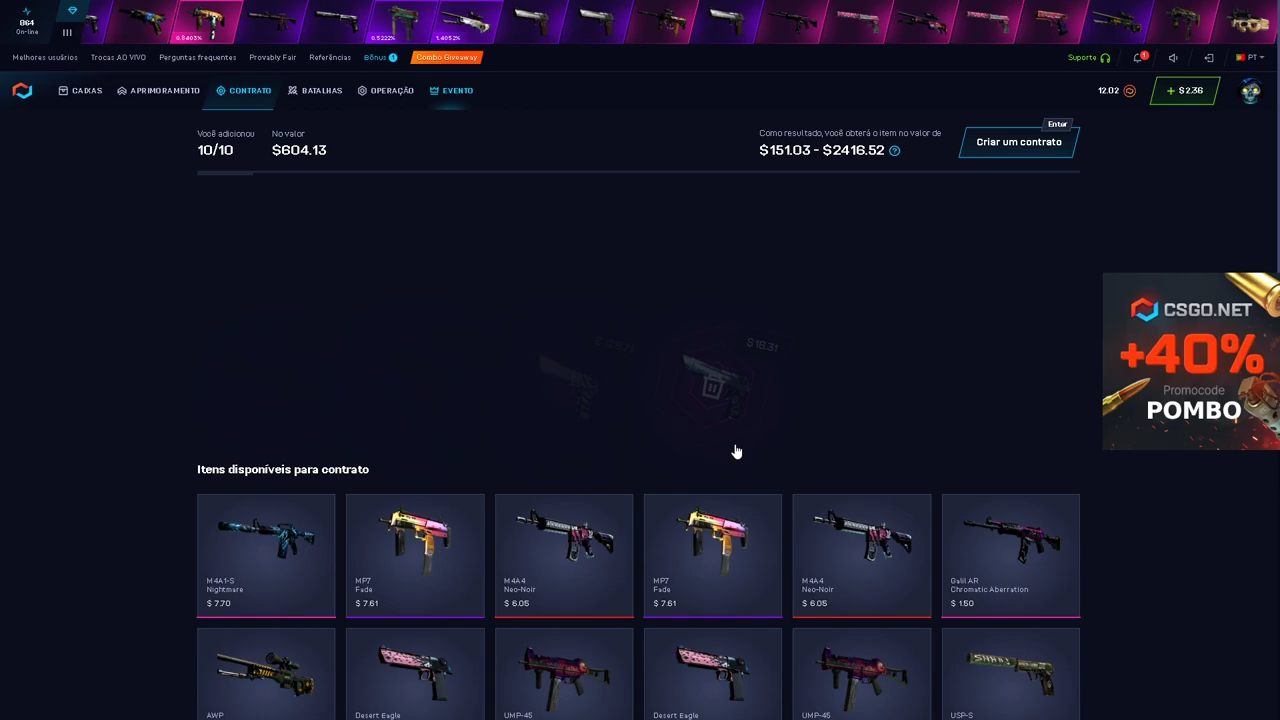 864
On-line
0.8403%
0.5222%
1.4052%
Melhores usuários
Trocas AO VIVO
Perguntas frequentes
Provably Fair
Referências
Bônus 1
Combo Giveaway
Suporte
1
PT
CAIXAS
APRIMORAMENTO
CONTRATO
BATALHAS
OPERAÇÃO
EVENTO
12.02
+ $2.36
Você adicionou
10/10
No valor
$604.13
Como resultado, você obterá o item no valor de
$151.03 - $2416.52 ?
Enter
Criar um contrato
$18.31
CSGO.NET
+40%
Promocode
POMBO
Itens disponíveis para contrato
M4A1-S
Nightmare
$ 7.70
MP7
Fade
$ 7.61
M4A4
Neo-Noir
$ 6.05
MP7
Fade
$ 7.61
M4A4
Neo-Noir
$ 6.05
Galil AR
Chromatic Aberration
$ 1.50
AWP
Desert Eagle
UMP-45
Desert Eagle
UMP-45
USP-S